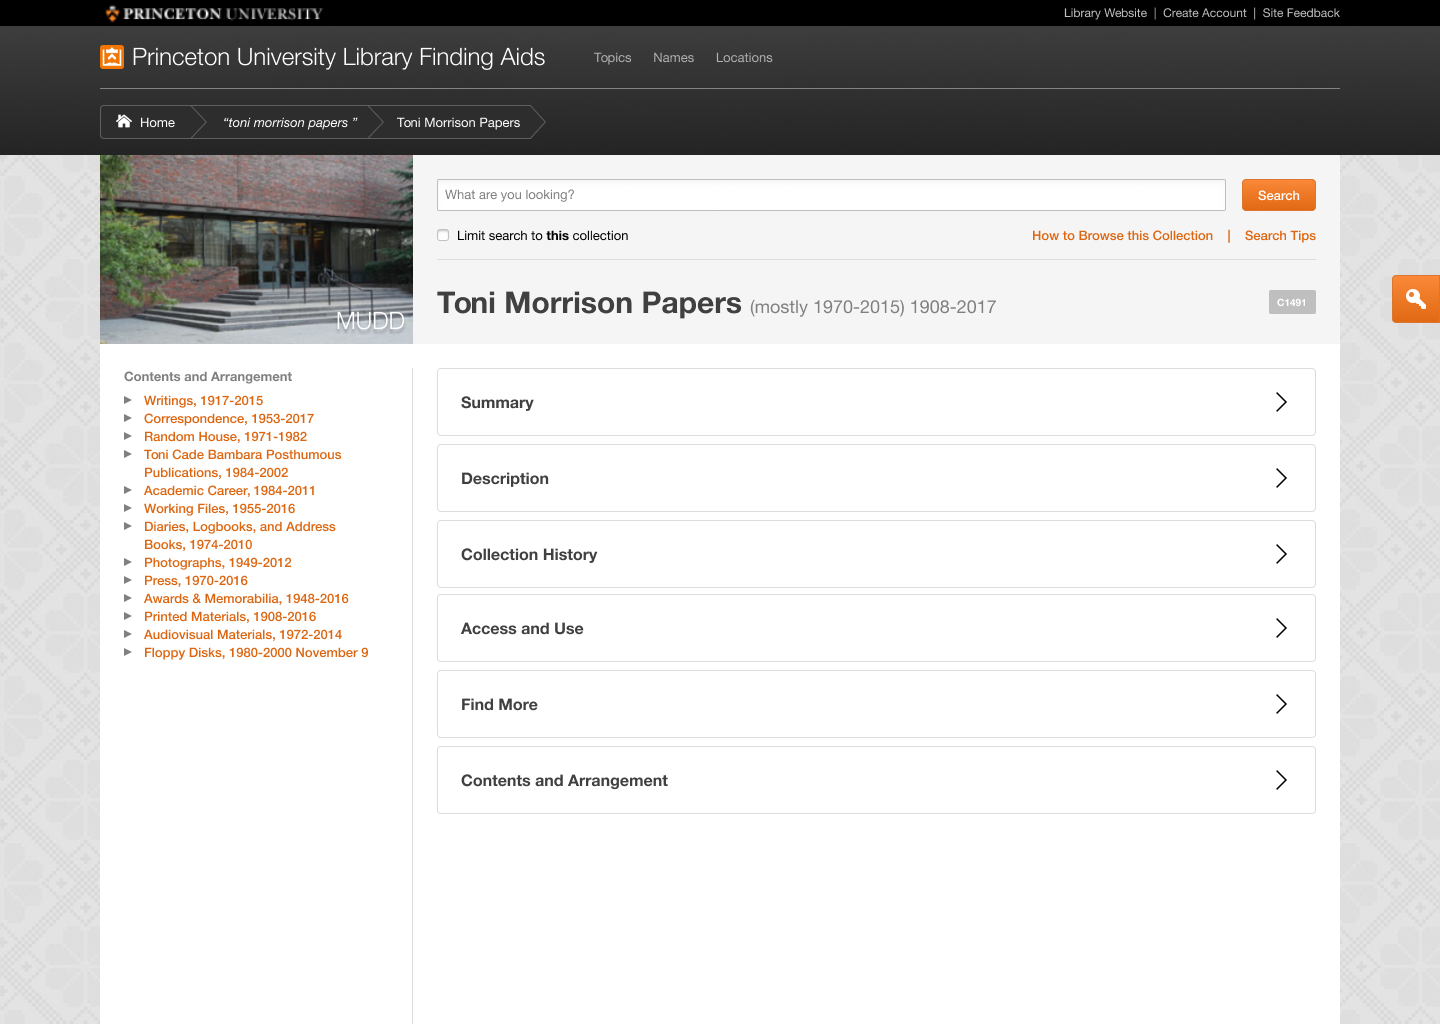 PRINCETON UNIVERSITY
Library Website | Create Account | Site Feedback
Princeton University Library Finding Aids
Topics Names Locations
Home "toni morrison papers " Toni Morrison Papers
MUDD
What are you looking?
Search
Limit search to this collection
How to Browse this Collection | Search Tips
Toni Morrison Papers (mostly 1970-2015) 1908-2017
C1491
Contents and Arrangement
Writings, 1917-2015
Correspondence, 1953-2017
Random House, 1971-1982
Toni Cade Bambara Posthumous
Publications, 1984-2002
Academic Career, 1984-2011
Working Files, 1955-2016
Diaries, Logbooks, and Address
Books, 1974-2010
Photographs, 1949-2012
Press, 1970-2016
Awards & Memorabilia, 1948-2016
Printed Materials, 1908-2016
Audiovisual Materials, 1972-2014
Floppy Disks, 1980-2000 November 9
Summary
Description
Collection History
Access and Use
Find More
Contents and Arrangement